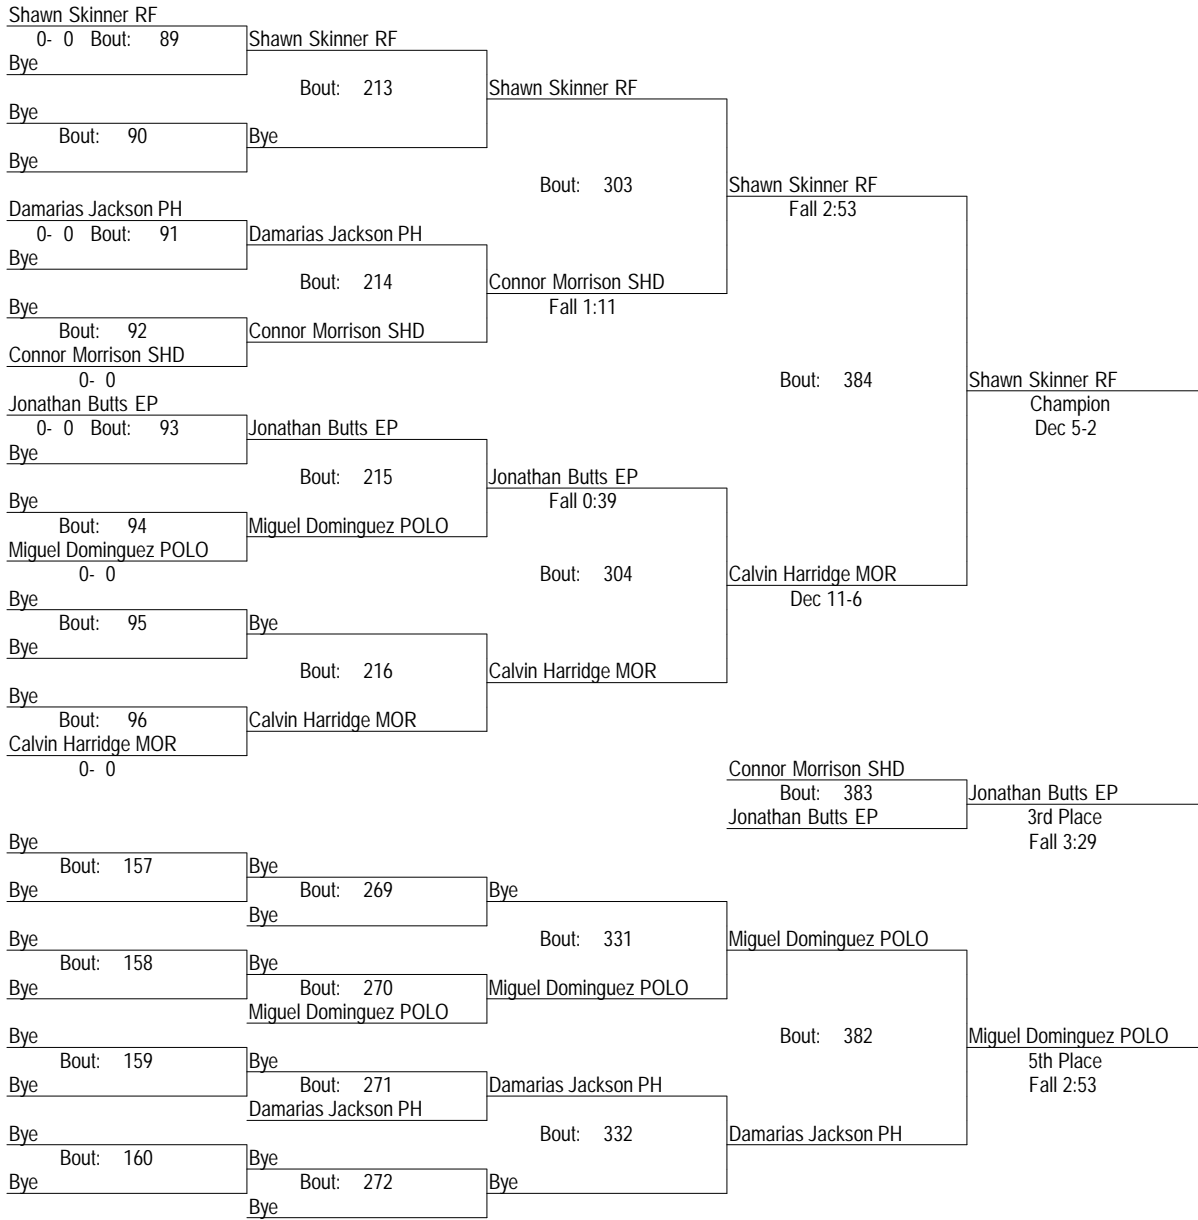 Shawn Skinner RF
0- 0 Bout: 89
Shawn Skinner RF
Bye
Bout: 213
Shawn Skinner RF
Bye
Bout: 90
Bye
Bye
Bout: 303
Shawn Skinner RF
Fall 2:53
Damarias Jackson PH
0- 0 Bout: 91
Damarias Jackson PH
Bye
Bout: 214
Connor Morrison SHD
Fall 1:11
Bye
Bout: 92
Connor Morrison SHD
Connor Morrison SHD
0- 0
Bout: 384
Shawn Skinner RF
Champion
Dec 5-2
Jonathan Butts EP
0- 0 Bout: 93
Jonathan Butts EP
Bye
Bout: 215
Jonathan Butts EP
Fall 0:39
Bye
Bout: 94
Miguel Dominguez POLO
Miguel Dominguez POLO
0- 0
Bout: 304
Calvin Harridge MOR
Dec 11-6
Bye
Bout: 95
Bye
Bye
Bout: 216
Calvin Harridge MOR
Bye
Bout: 96
Calvin Harridge MOR
Calvin Harridge MOR
0- 0
Connor Morrison SHD
Bout: 383
Jonathan Butts EP
Jonathan Butts EP
3rd Place
Fall 3:29
Bye
Bout: 157
Bye
Bye
Bout: 269
Bye
Bye
Bye
Bout: 331
Miguel Dominguez POLO
Bout: 158
Bye
Bye
Bout: 270
Miguel Dominguez POLO
Miguel Dominguez POLO
Bye
Bout: 382
Miguel Dominguez POLO
5th Place
Fall 2:53
Bout: 159
Bye
Bye
Bout: 271
Damarias Jackson PH
Damarias Jackson PH
Bye
Bout: 332
Damarias Jackson PH
Bout: 160
Bye
Bye
Bout: 272
Bye
Bye